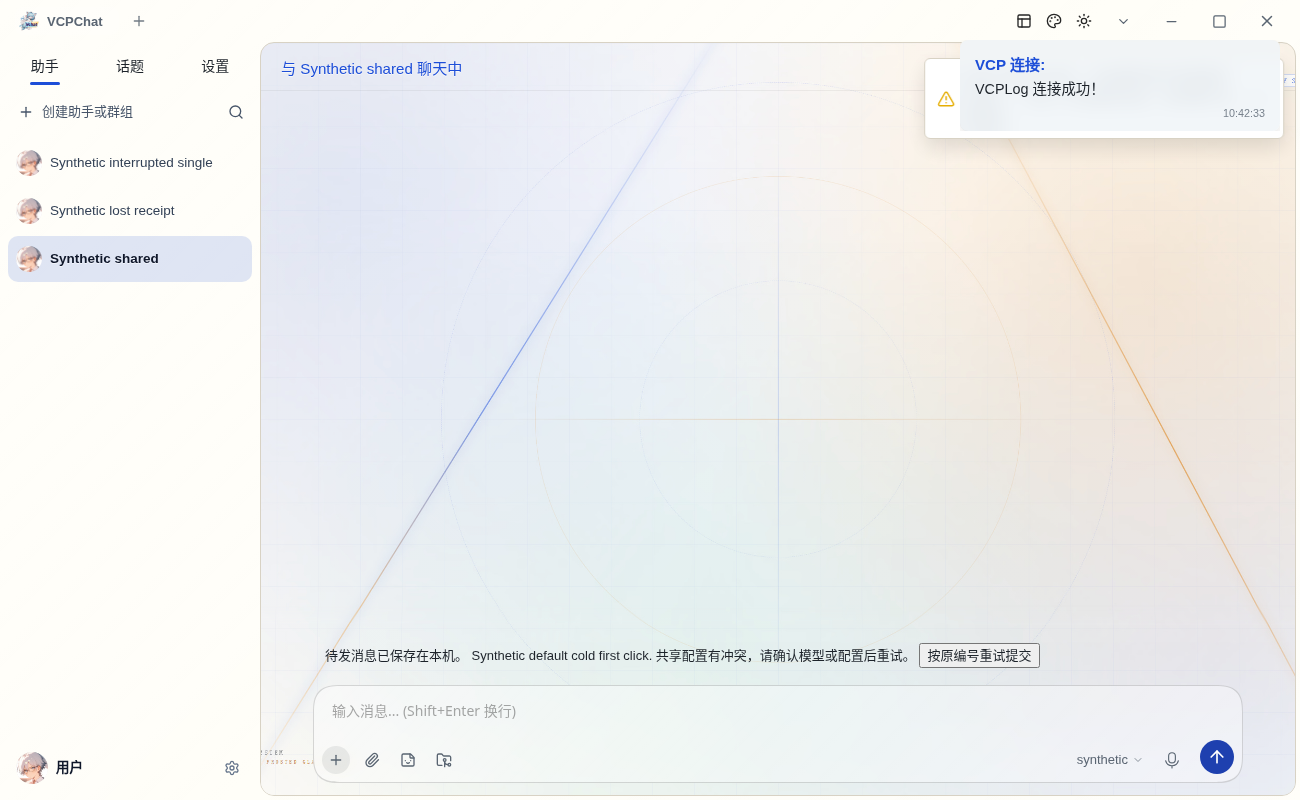 VCPChat
助手
话题
设置
创建助手或群组
Synthetic interrupted single
Synthetic lost receipt
Synthetic shared
用户
与 Synthetic shared 聊天中
VCP 连接:
VCPLog 连接成功!
10:42:33
待发消息已保存在本机。 Synthetic default cold first click. 共享配置有冲突，请确认模型或配置后重试。 按原编号重试提交
输入消息... (Shift+Enter 换行)
synthetic